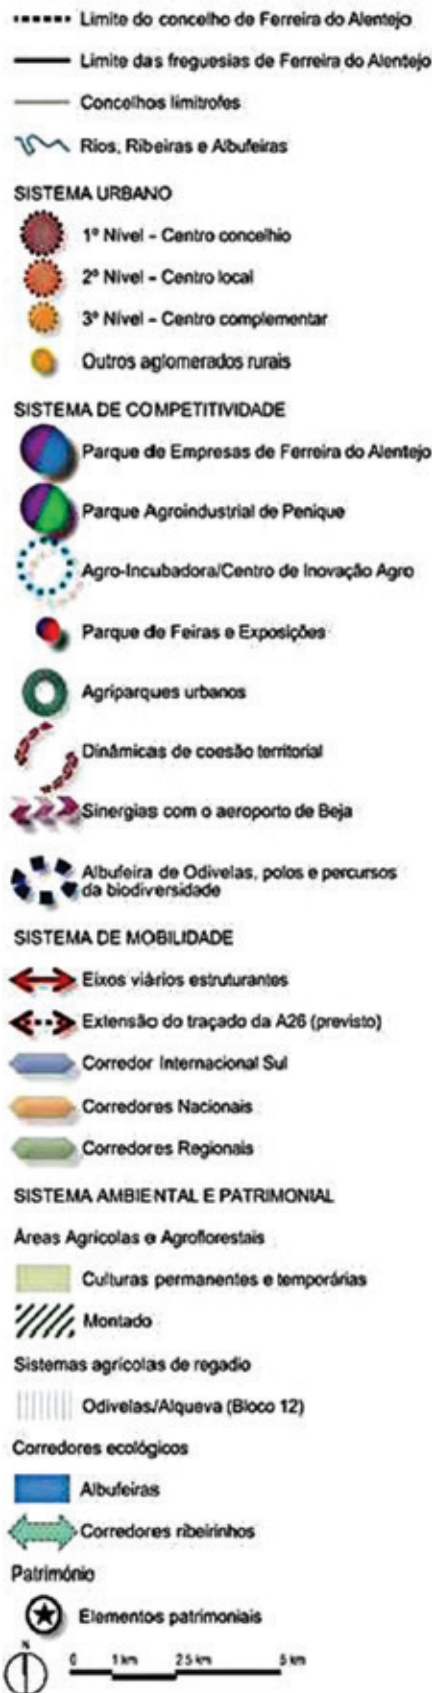 Limite do concelho de Ferreira do Alentejo
Limite das freguesias de Ferreira do Alentejo
Concelhos limitrofes
Rios, Ribeiras e Albufeiras
SISTEMA URBANO
1º Nível - Centro concelhio
2º Nível - Centro local
3º Nível - Centro complementar
Outros aglomerados rurais
SISTEMA DE COMPETITIVIDADE
Parque de Empresas de Ferreira do Alentejo
Parque Agroindustrial de Penique
Agro-Incubadora/Centro de Inovação Agro
Parque de Feiras e Exposições
Agriparques urbanos
Dinâmicas de coesão territorial
Sinergias com o aeroporto de Beja
Albufeira de Odivelas, polos e percursos
da biodiversidade
SISTEMA DE MOBILIDADE
Eixos viários estruturantes
Extensão do traçado da A26 (previsto)
Corredor Internacional Sul
Corredores Nacionais
Corredores Regionais
SISTEMA AMBIENTAL E PATRIMONIAL
Áreas Agrícolas e Agroflorestais
Culturas permanentes e temporárias
Montado
Sistemas agrícolas de regadio
Odivelas/Alqueva (Bloco 12)
Corredores ecológicos
Albufeiras
Corredores ribeirinhos
Património
Elementos patrimoniais
N
0 1 km 2.5 km 5 km